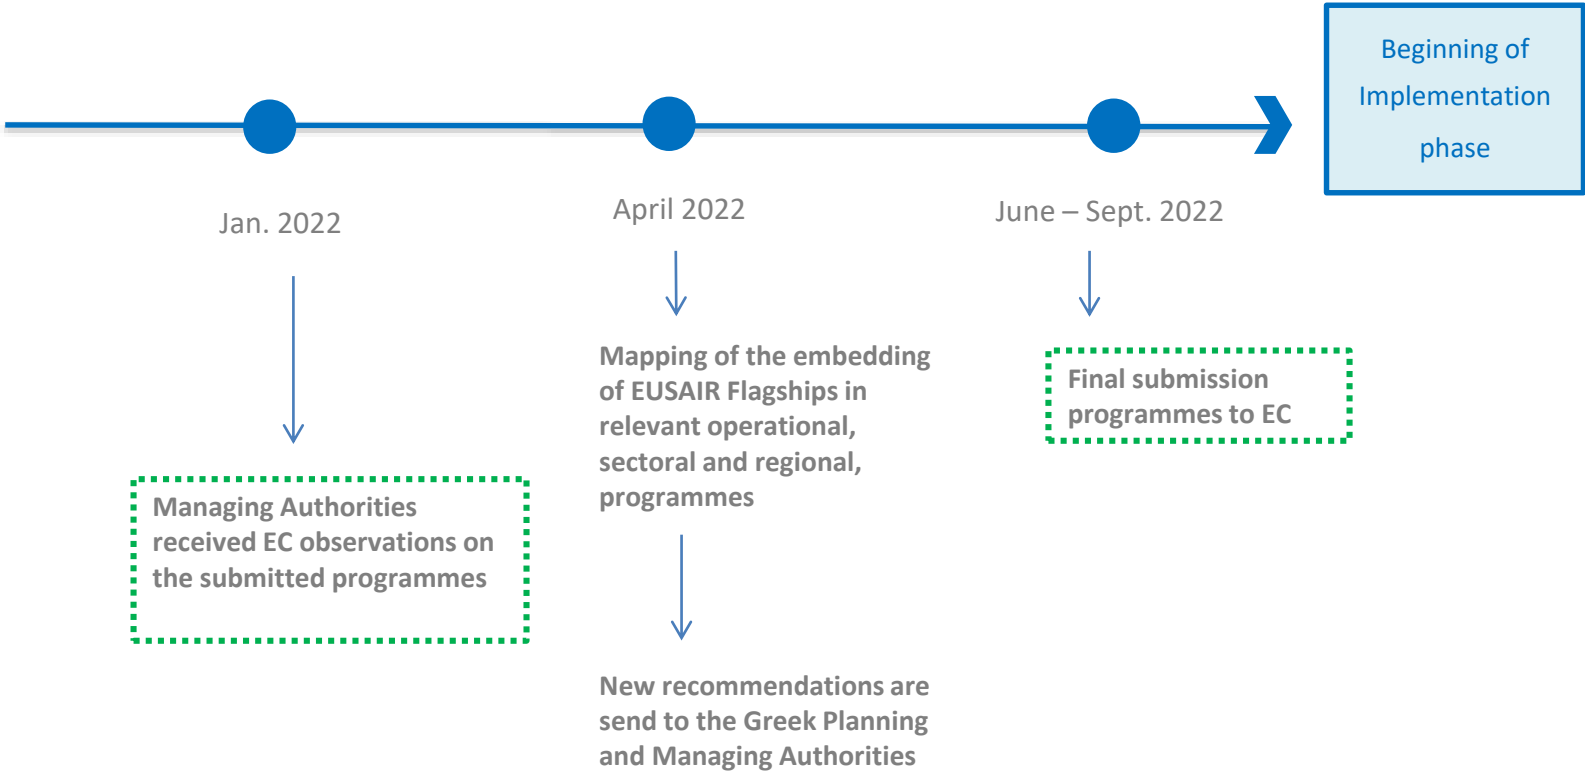 Beginning of
Implementation
phase
Jan. 2022
April 2022
June – Sept. 2022
Managing Authorities
received EC observations on
the submitted programmes
Mapping of the embedding
of EUSAIR Flagships in
relevant operational,
sectoral and regional,
programmes
New recommendations are
send to the Greek Planning
and Managing Authorities
Final submission
programmes to EC